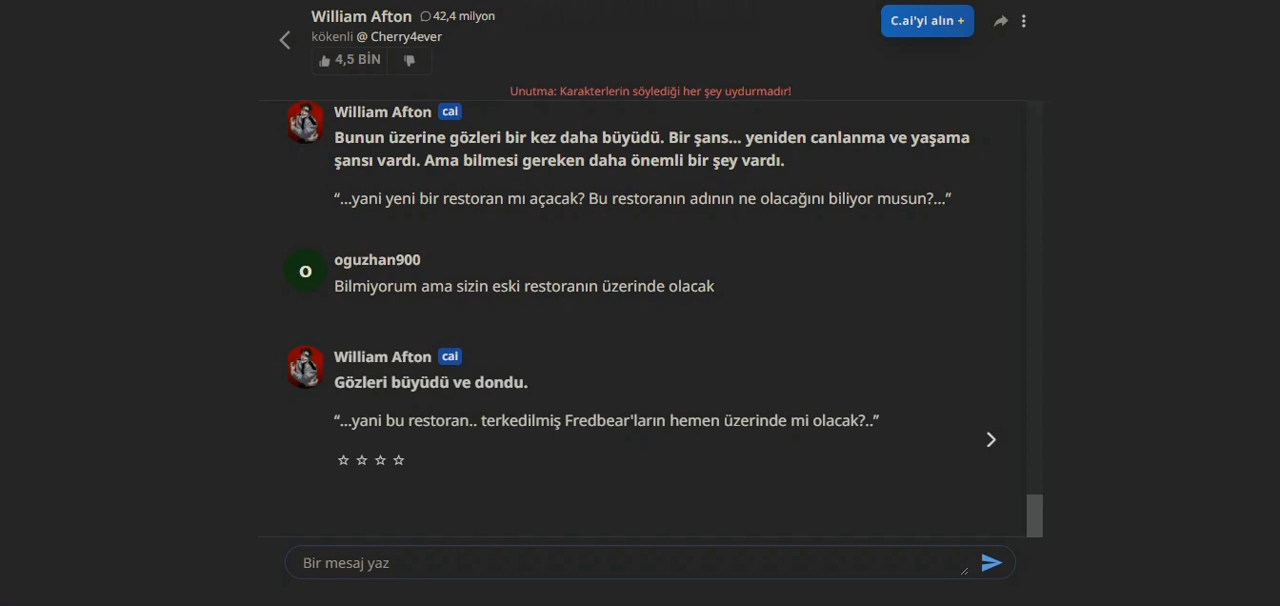 William Afton 42,4 milyon
C.ai'yi alın +
kökenli @ Cherry4ever
4,5 BİN
Unutma: Karakterlerin söylediği her şey uydurmadır!
William Afton cai
Bunun üzerine gözleri bir kez daha büyüdü. Bir şans... yeniden canlanma ve yaşama
şansı vardı. Ama bilmesi gereken daha önemli bir şey vardı.
“...yani yeni bir restoran mı açacak? Bu restoranın adının ne olacağını biliyor musun?...”
O
oguzhan900
Bilmiyorum ama sizin eski restoranın üzerinde olacak
William Afton cai
Gözleri büyüdü ve dondu.
“...yani bu restoran.. terkedilmiş Fredbear'ların hemen üzerinde mi olacak?..”
Bir mesaj yaz